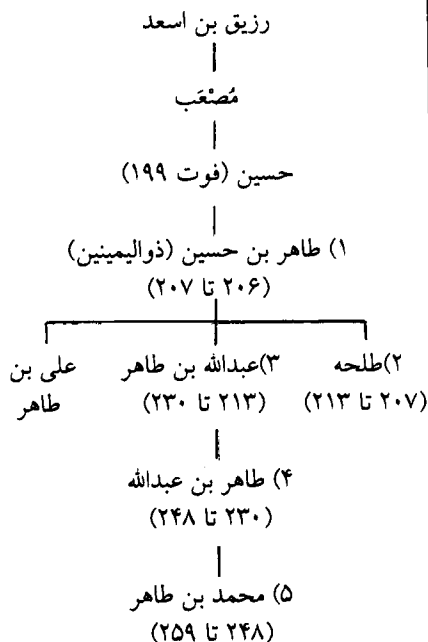 رزیق بن اسعد
مُصْعَب
حسین (فوت ۱۹۹)
۱) طاهر بن حسین (ذوالیمینین)
(۲۰۶ تا ۲۰۷)
۲)طلحه
(۲۰۷ تا ۲۱۳)
۳)عبدالله بن طاهر
(۲۱۳ تا ۲۳۰)
علی بن
طاهر
۴) طاهر بن عبدالله
(۲۳۰ تا ۲۴۸)
۵) محمد بن طاهر
(۲۴۸ تا ۲۵۹)